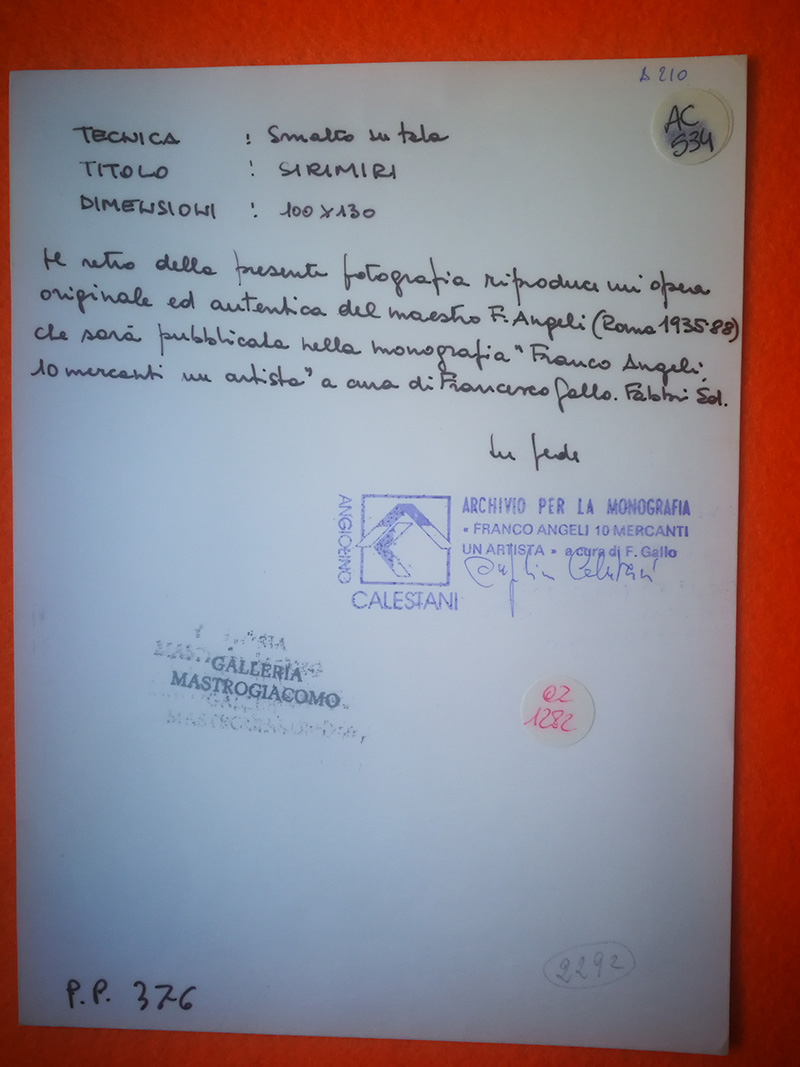 A 210
AC
534
TECNICA : Smalto su tela
TITOLO : SIRIMIRI
DIMENSIONI : 100x130
Il retro della presente fotografia riproduce un'opera
originale ed autentica del maestro F. Angeli (Roma 1935-88)
che sarà pubblicata nella monografia "Franco Angeli,
10 mercanti un artista" a cura di Francesco Gallo. Fabbri Ed.
In fede
ANGIOLINO
CALESTANI
ARCHIVIO PER LA MONOGRAFIA
« FRANCO ANGELI 10 MERCANTI
UN ARTISTA » a cura di F. Gallo
GALLERIA
MASTROGIACOMO
02
1282
2292
P.P. 376